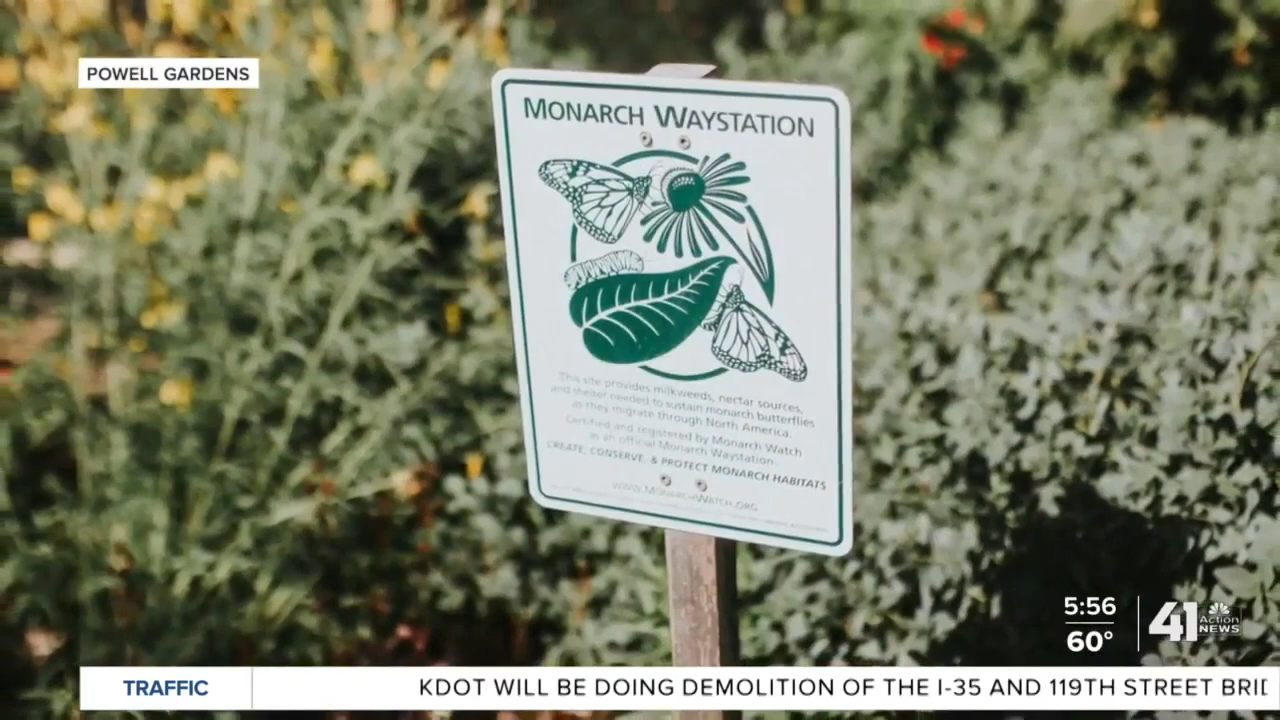 POWELL GARDENS
MONARCH WAYSTATION
This site provides milkweeds, nectar sources,
and shelter needed to sustain monarch butterflies
as they migrate through North America.
Certified and registered by Monarch Watch
as an official Monarch Waystation.
CREATE, CONSERVE, & PROTECT MONARCH HABITATS
WWW.MONARCHWATCH.ORG
5:56
60°
41 Action
NEWS
TRAFFIC
KDOT WILL BE DOING DEMOLITION OF THE I-35 AND 119TH STREET